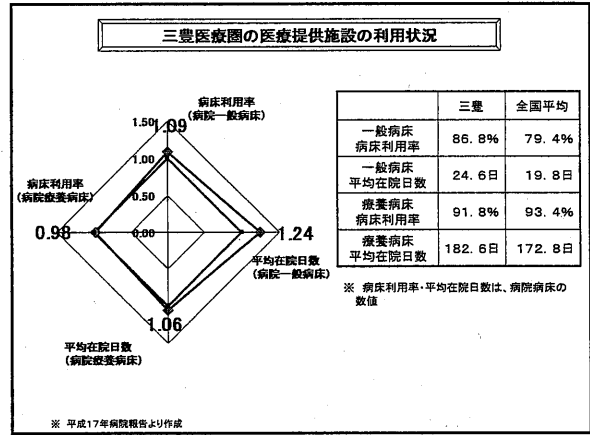 三豊医療圏の医療提供施設の利用状況
病床利用率
(病院一般病床)
1.50
1.09
1.00
0.50
0.00
病床利用率
(病院療養病床)
0.98
1.24
平均在院日数
(病院一般病床)
1.06
平均在院日数
(病院療養病床)
三豊 全国平均
一般病床
病床利用率 86.8% 79.4%
一般病床
平均在院日数 24.6日 19.8日
療養病床
病床利用率 91.8% 93.4%
療養病床
平均在院日数 182.6日 172.8日
※ 病床利用率・平均在院日数は、病院病床の
数値
※ 平成17年病院報告より作成